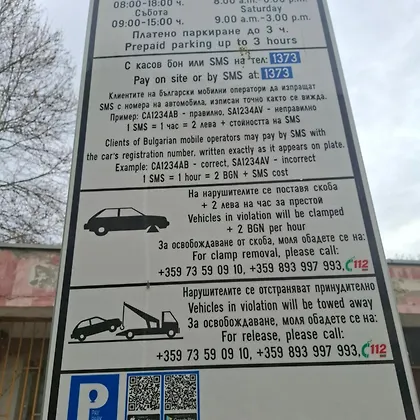 08:00-18:00 ч. 8.00 a.m.-6.00 p.m.
Събота Saturday
09:00-15:00 ч. 9.00 a.m.-3.00 p.m.
Платено паркиране до 3 ч.
Prepaid parking up to 3 hours
С касов бон или SMS на тел: 1373
Pay on site or by SMS at: 1373
Клиентите на български мобилни оператори да изпращат
SMS с номера на автомобила, изписан точно както се вижда.
Пример: CA1234AB - правилно, SA1234AV - неправилно
1 SMS = 1 час = 2 лева + стойността на SMS
Clients of Bulgarian mobile operators may pay by SMS with
the car's registration number, written exactly as it appears on plate.
Example: CA1234AB - correct, SA1234AV - incorrect
1 SMS = 1 hour = 2 BGN + SMS cost
На нарушителите се поставя скоба
+ 2 лева на час за престой
Vehicles in violation will be clamped
+ 2 BGN per hour
За освобождаване от скоба, моля обадете се на:
For clamp removal, please call:
+359 73 59 09 10, +359 893 997 993, 112
Нарушителите се отстраняват принудително
Vehicles in violation will be towed away
За освобождаване, моля обадете се на:
For release, please call:
+359 73 59 09 10, +359 893 997 993, 112
P